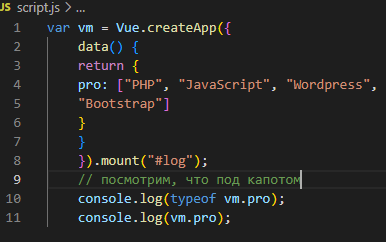 JS script.js > ...
1 var vm = Vue.createApp({
2 data() {
3 return {
4 pro: ["PHP", "JavaScript", "Wordpress",
5 "Bootstrap"]
6 }
7 }
8 }).mount("#log");
9 // посмотрим, что под капотом
10 console.log(typeof vm.pro);
11 console.log(vm.pro);